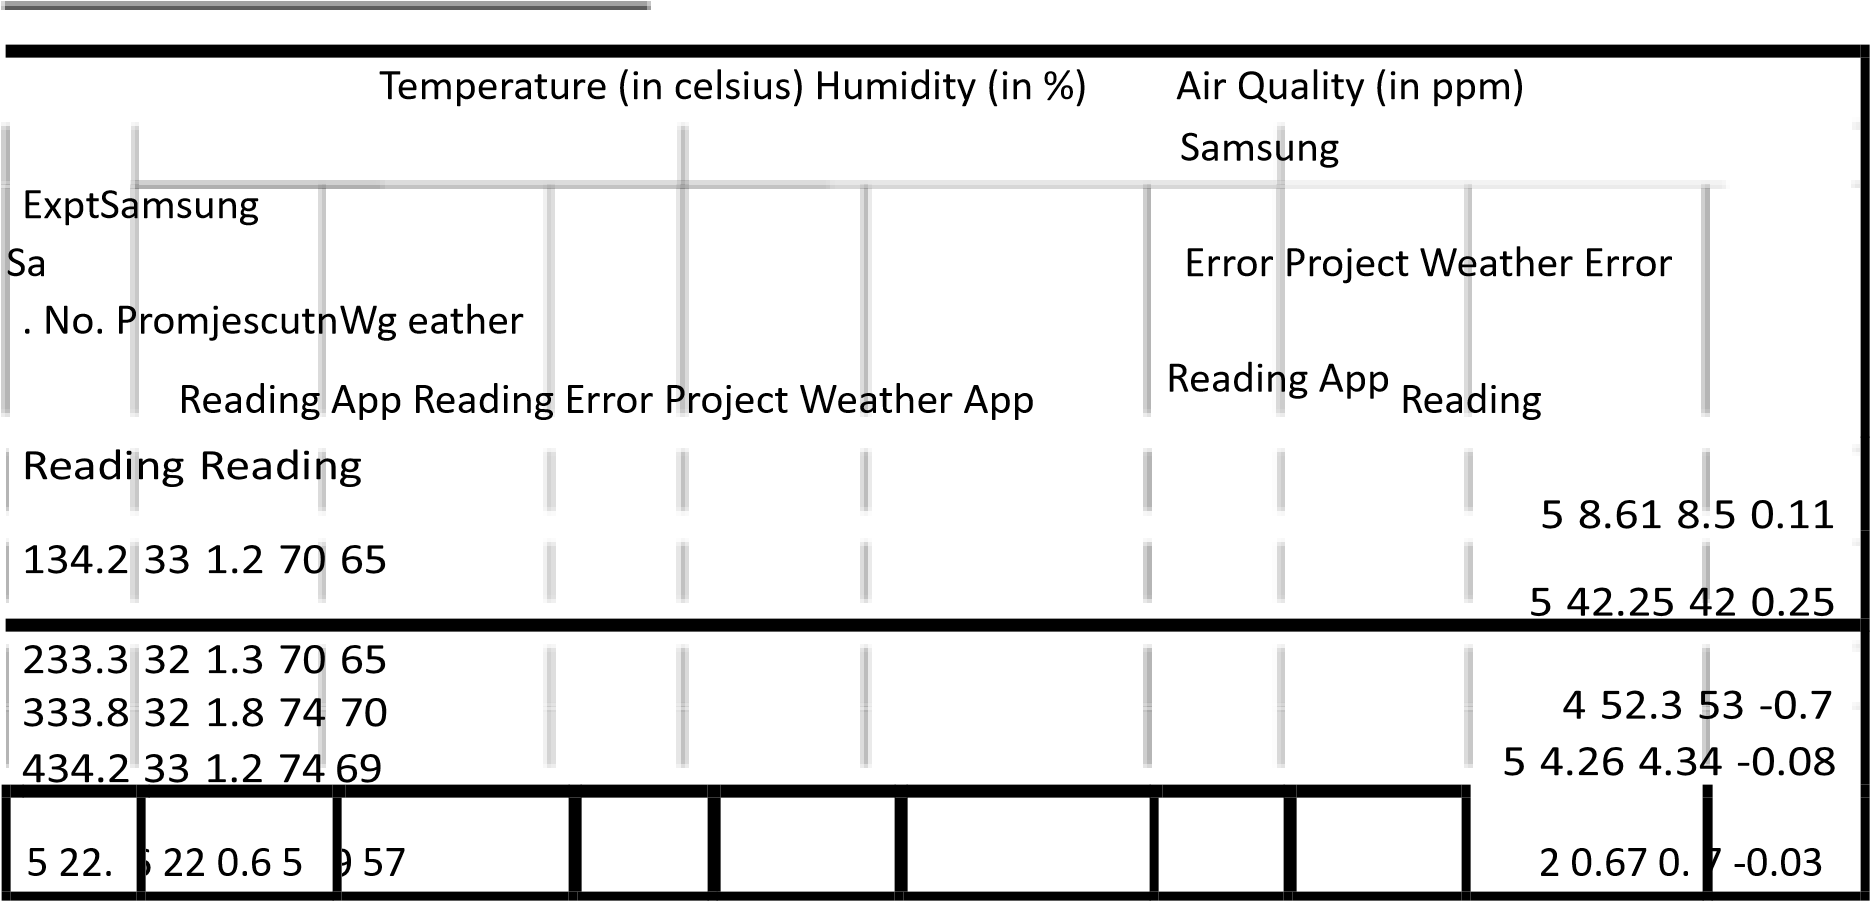 Temperature (in celsius) Humidity (in %) Air Quality (in ppm)
Samsung
ExptSamsung
Sa
Error Project Weather Error
. No. PromjescutnWg eather
Reading App
Reading App Reading Error Project Weather App Reading
Reading Reading
5 8.61 8.5 0.11
134.2 33 1.2 70 65
5 42.25 42 0.25
233.3 32 1.3 70 65
333.8 32 1.8 74 70
4 52.3 53 -0.7
434.2 33 1.2 74 69
5 4.26 4.34 -0.08
5 22. 22 0.6 5 57
2 0.67 0. -0.03